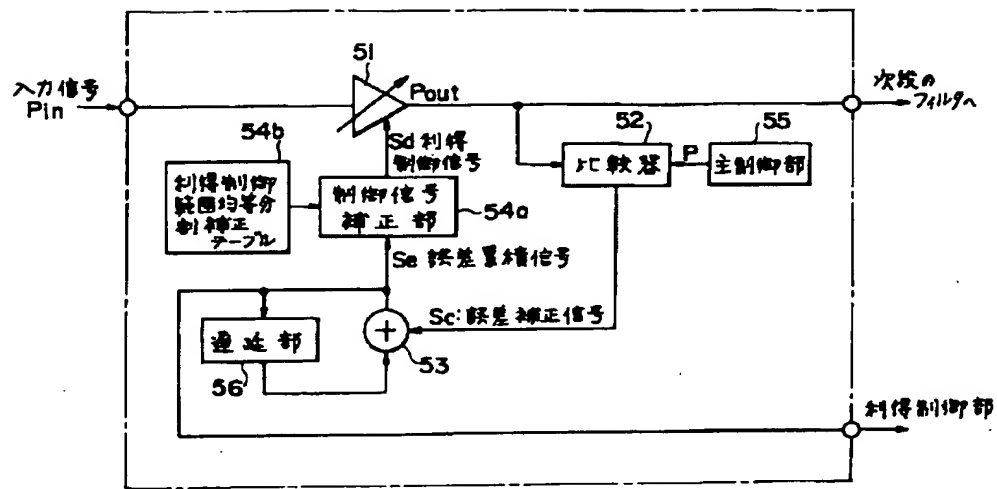 51
入力信号
Pin
Pout
次段の
フィルタへ
54b
Sd 利得
制御信号
52
55
利得制御
範囲均等分
割補正
テーブル
制御信号
補正部
54a
比較器
P
主制御部
Se 誤差累積信号
Sc:誤差補正信号
遅延部
56
+
53
利得制御部